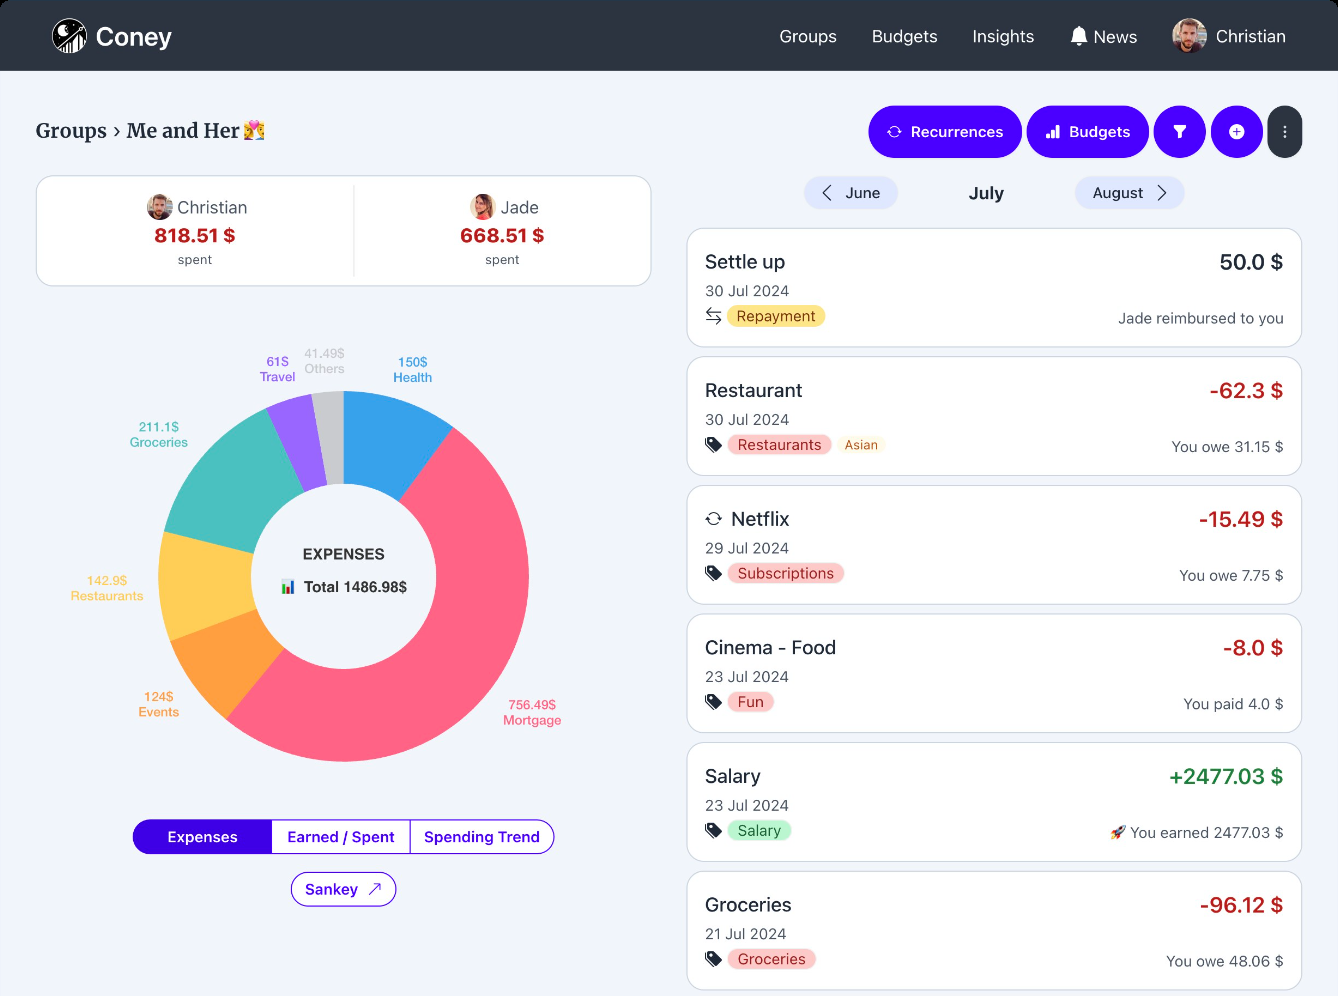 Coney
Groups Budgets Insights News Christian
Groups › Me and Her
Recurrences Budgets
Christian
818.51 $
spent
Jade
668.51 $
spent
June July August
61$
Travel
41.49$
Others
150$
Health
211.1$
Groceries
142.9$
Restaurants
124$
Events
756.49$
Mortgage
EXPENSES
Total 1486.98$
Expenses Earned / Spent Spending Trend
Sankey
Settle up 50.0 $
30 Jul 2024
Repayment Jade reimbursed to you
Restaurant -62.3 $
30 Jul 2024
Restaurants Asian You owe 31.15 $
Netflix -15.49 $
29 Jul 2024
Subscriptions You owe 7.75 $
Cinema - Food -8.0 $
23 Jul 2024
Fun You paid 4.0 $
Salary +2477.03 $
23 Jul 2024
Salary You earned 2477.03 $
Groceries -96.12 $
21 Jul 2024
Groceries You owe 48.06 $